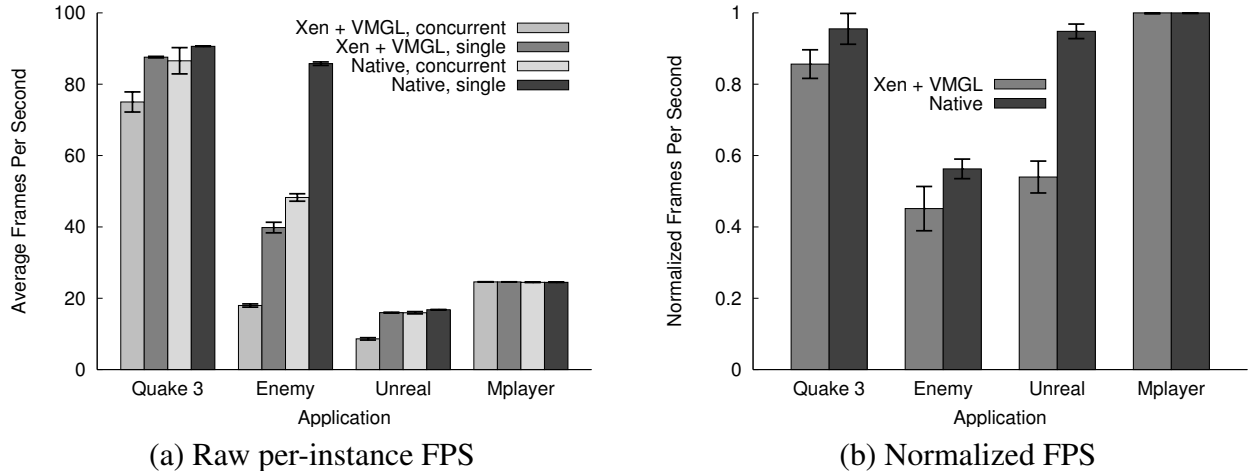 100
80
60
40
20
0
Average Frames Per Second
Xen + VMGL, concurrent
Xen + VMGL, single
Native, concurrent
Native, single
Quake 3 Enemy Unreal Mplayer
Application
(a) Raw per-instance FPS
1
0.8
0.6
0.4
0.2
0
Normalized Frames Per Second
Xen + VMGL
Native
Quake 3 Enemy Unreal Mplayer
Application
(b) Normalized FPS